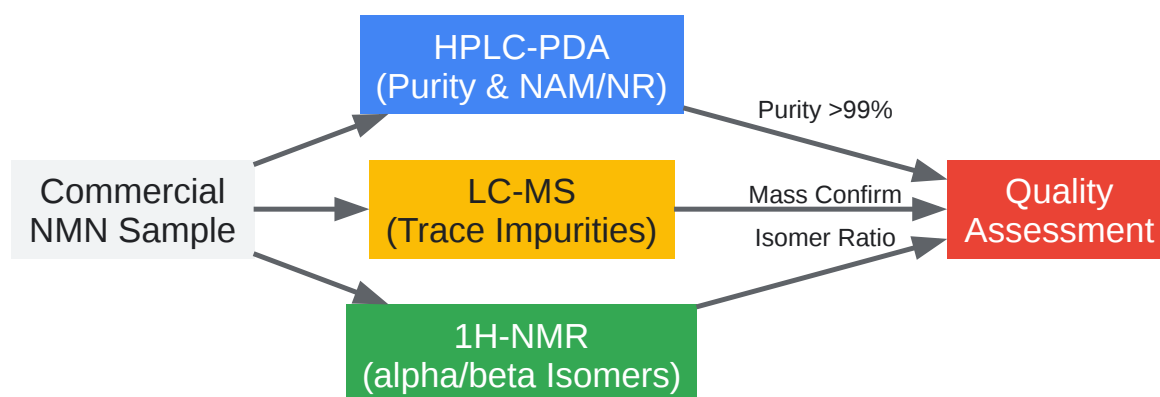 HPLC-PDA
(Purity & NAM/NR)
Purity >99%
Commercial
NMN Sample
LC-MS
(Trace Impurities)
Mass Confirm
Quality
Assessment
Isomer Ratio
1H-NMR
(alpha/beta Isomers)